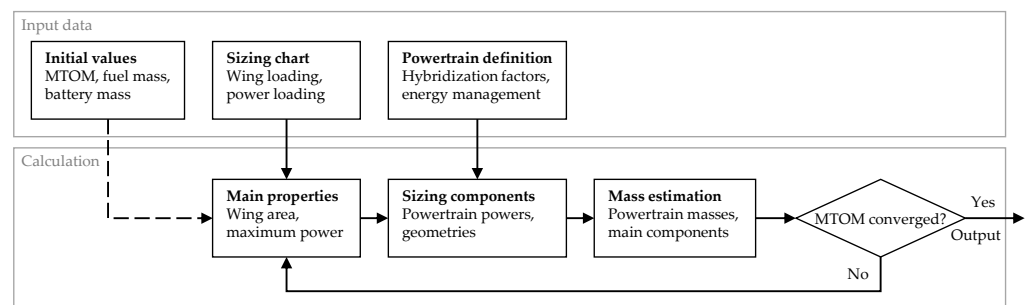 Input data
Initial values
MTOM, fuel mass,
battery mass
Sizing chart
Wing loading,
power loading
Powertrain definition
Hybridization factors,
energy management
Calculation
Main properties
Wing area,
maximum power
Sizing components
Powertrain powers,
geometries
Mass estimation
Powertrain masses,
main components
MTOM converged?
Yes
Output
No